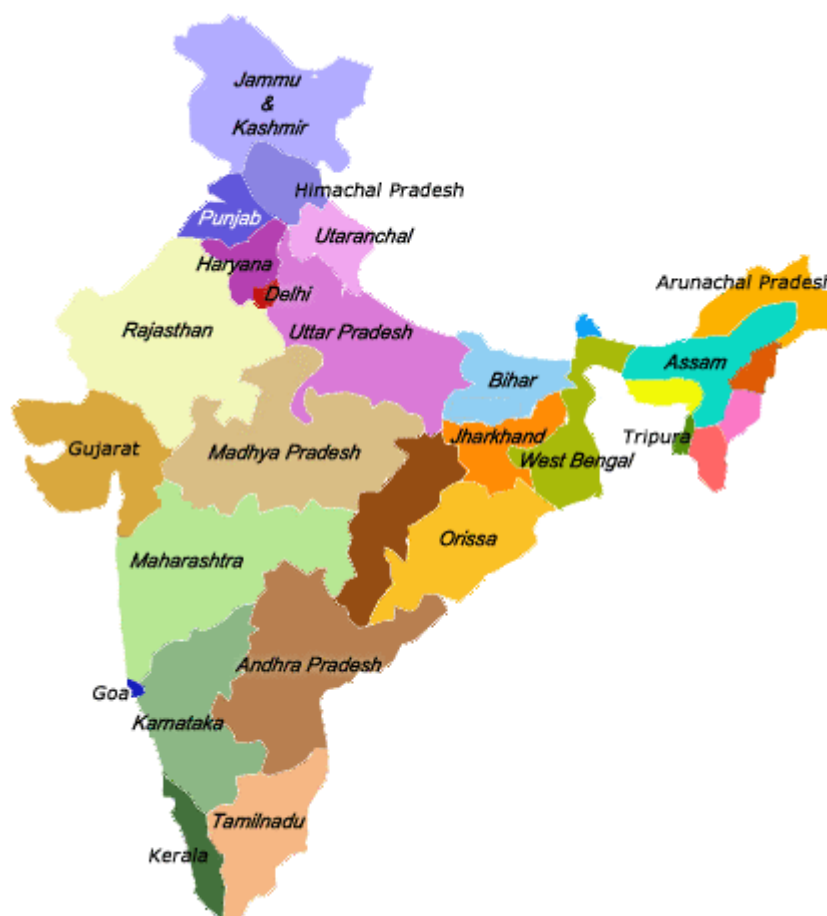 Jammu
&
Kashmir
Himachal Pradesh
Punjab
Utaranchal
Haryana
Delhi
Arunachal Pradesh
Rajasthan
Uttar Pradesh
Assam
Bihar
Gujarat
Madhya Pradesh
Jharkhand
Tripura
West Bengal
Orissa
Maharashtra
Andhra Pradesh
Goa
Karnataka
Tamilnadu
Kerala